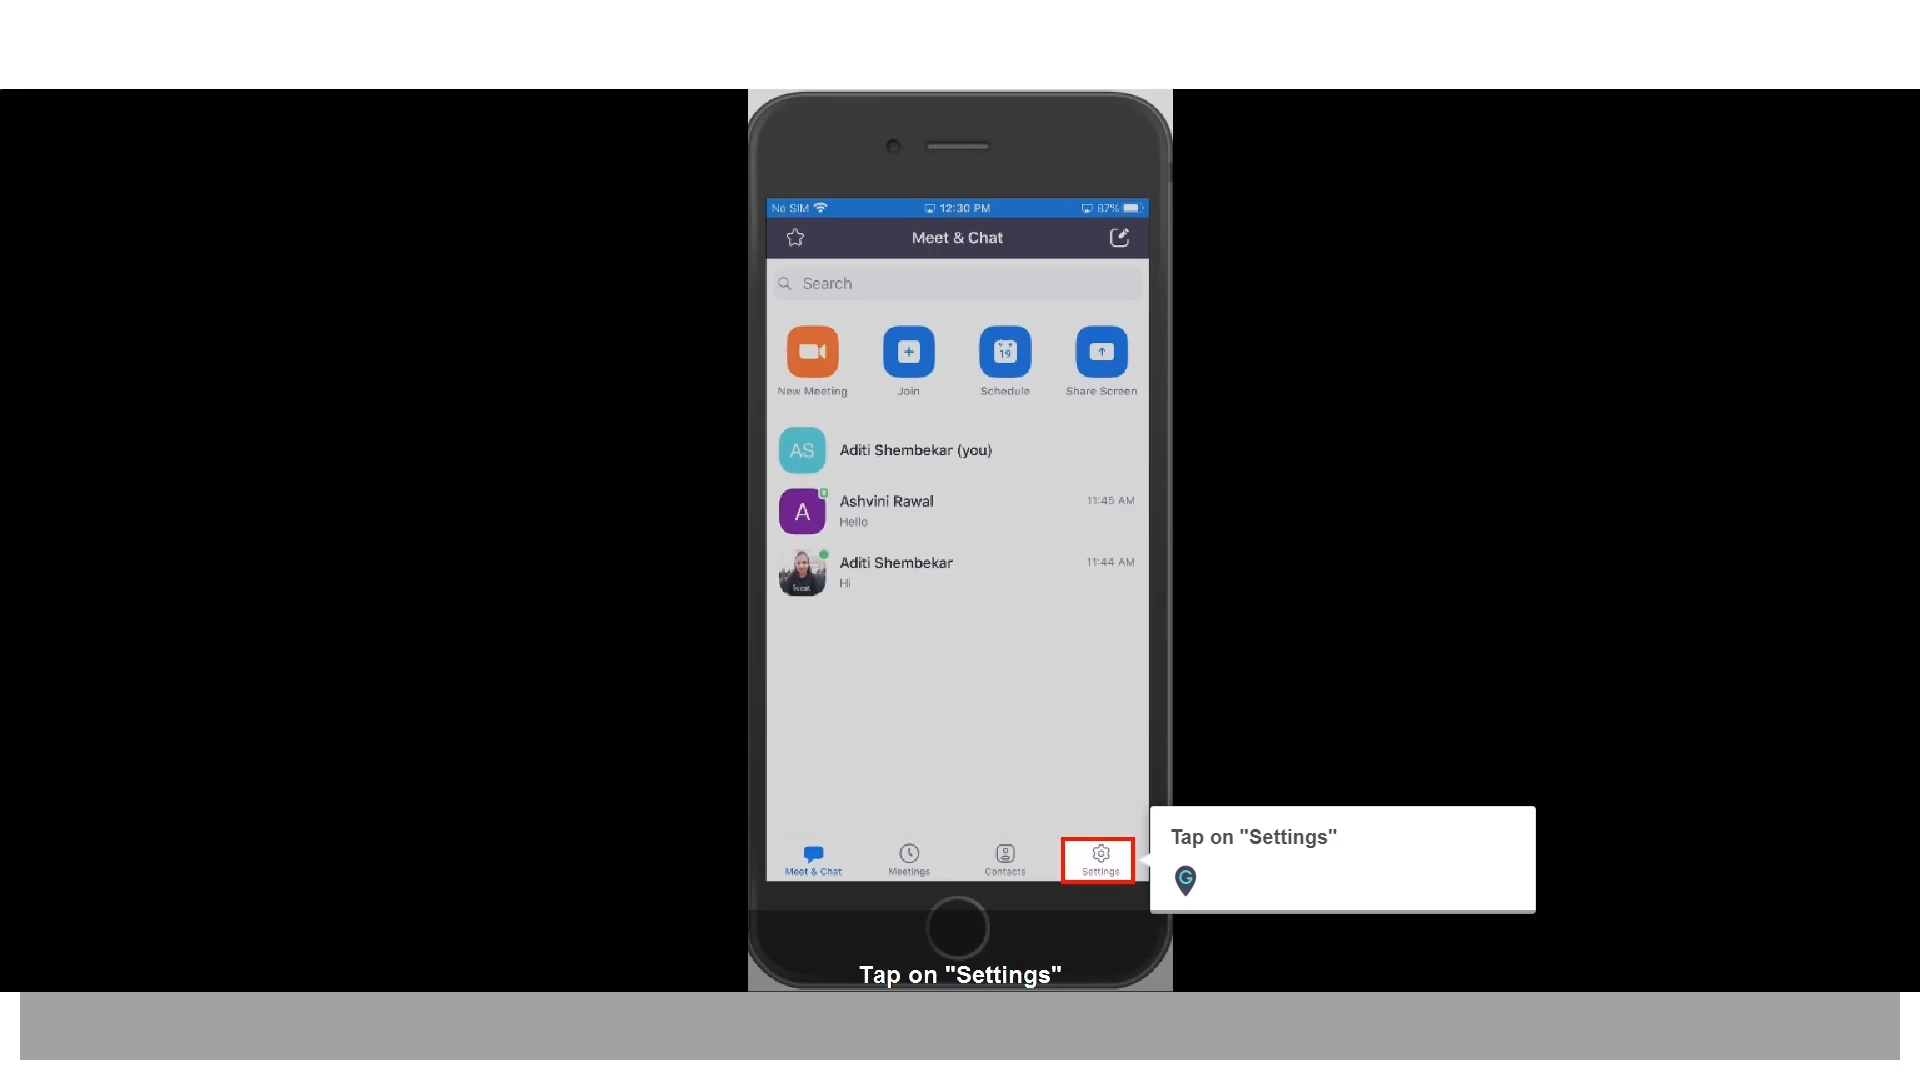 No SIM 12:30 PM 87%
Meet & Chat
Search
19
New Meeting Join Schedule Share Screen
AS Aditi Shembekar (you)
Ashvini Rawal 11:45 AM
A
Hello
Aditi Shembekar 11:44 AM
Hi
Meet & Chat Meetings Contacts Settings
Tap on "Settings"
G
Tap on "Settings"